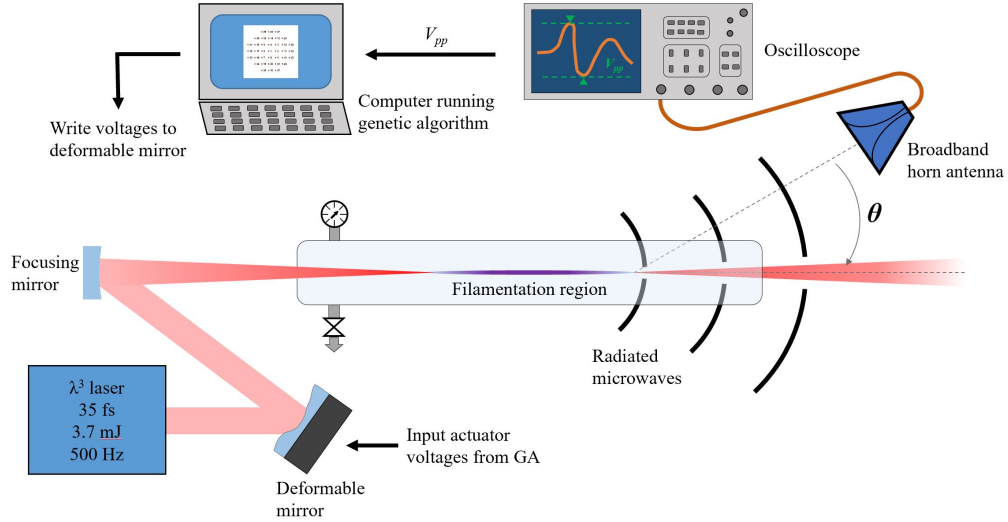 V_pp
V_pp
Oscilloscope
Computer running
genetic algorithm
Write voltages to
deformable mirror
Broadband
horn antenna
θ
Focusing
mirror
Filamentation region
Radiated
microwaves
λ³ laser
35 fs
3.7 mJ
500 Hz
Input actuator
voltages from GA
Deformable
mirror